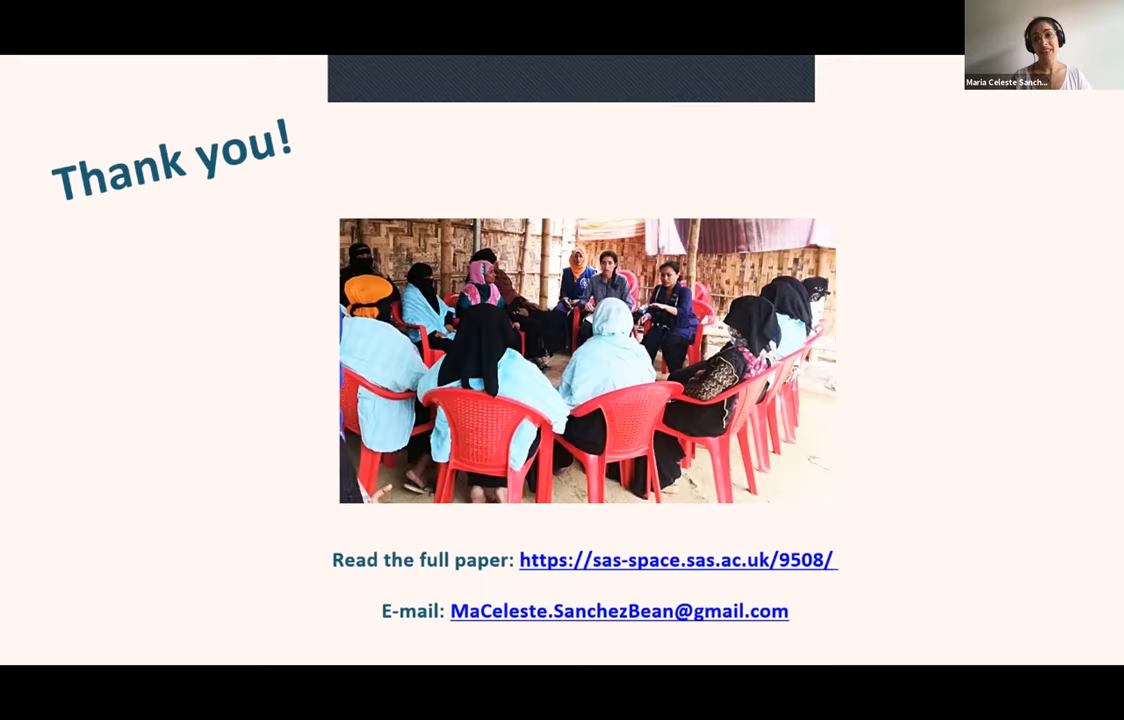 Maria Celeste Sanch...
Thank you!
Read the full paper: https://sas-space.sas.ac.uk/9508/
E-mail: MaCeleste.SanchezBean@gmail.com